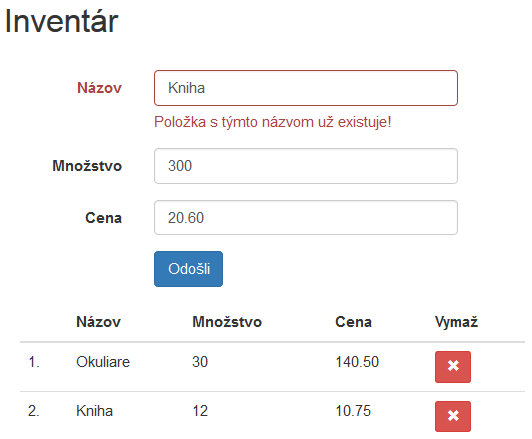 Inventár
Názov Kniha
Položka s týmto názvom už existuje!
Množstvo 300
Cena 20.60
Odošli
Názov Množstvo Cena Vymaž
1. Okuliare 30 140.50
2. Kniha 12 10.75